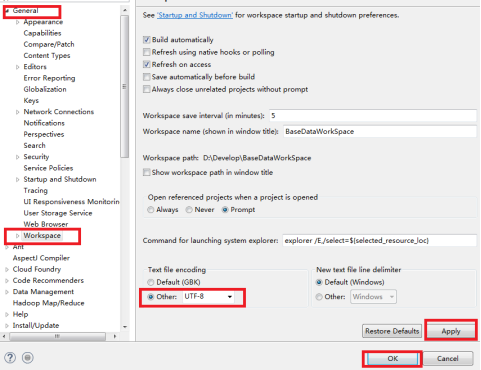 General
Appearance
Capabilities
Compare/Patch
Content Types
Editors
Error Reporting
Globalization
Keys
Network Connections
Notifications
Perspectives
Search
Security
Service Policies
Startup and Shutdown
Tracing
UI Responsiveness Monitorin
User Storage Service
Web Browser
Workspace
Ant
AspectJ Compiler
Cloud Foundry
Code Recommenders
Data Management
Hadoop Map/Reduce
Help
Install/Update
See 'Startup and Shutdown' for workspace startup and shutdown preferences.
Build automatically
Refresh using native hooks or polling
Refresh on access
Save automatically before build
Always close unrelated projects without prompt
Workspace save interval (in minutes): 5
Workspace name (shown in window title): BaseDataWorkSpace
Workspace path: D:\Develop\BaseDataWorkSpace
Show workspace path in window title
Open referenced projects when a project is opened
Always Never Prompt
Command for launching system explorer: explorer /E,/select=${selected_resource_loc}
Text file encoding
Default (GBK)
Other: UTF-8
New text file line delimiter
Default (Windows)
Other: Windows
Restore Defaults Apply
OK Cancel